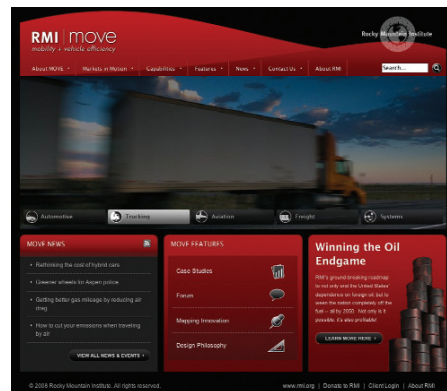 RMI move
mobility + vehicle efficiency
Rocky Mountain Institute
About MOVE Markets in Motion Capabilities Features News Contact Us About RMI Search...
Automotive Trucking Aviation Freight Systems
MOVE NEWS
Rethinking the cost of hybrid cars
Greener wheels for Aspen police
Getting better gas mileage by reducing air
drag
How to cut your emissions when traveling
by air
VIEW ALL NEWS & EVENTS
MOVE FEATURES
Case Studies
Forum
Mapping Innovation
Design Philosophy
Winning the Oil
Endgame
RMI's ground-breaking roadmap
to not only end the United States'
dependence on foreign oil but to
wean the nation completely off the
fuel -- all by 2050. Not only is it
possible, it's also profitable!
LEARN MORE HERE
© 2008 Rocky Mountain Institute. All rights reserved.
www.rmi.org | Donate to RMI | Client Login | About RMI